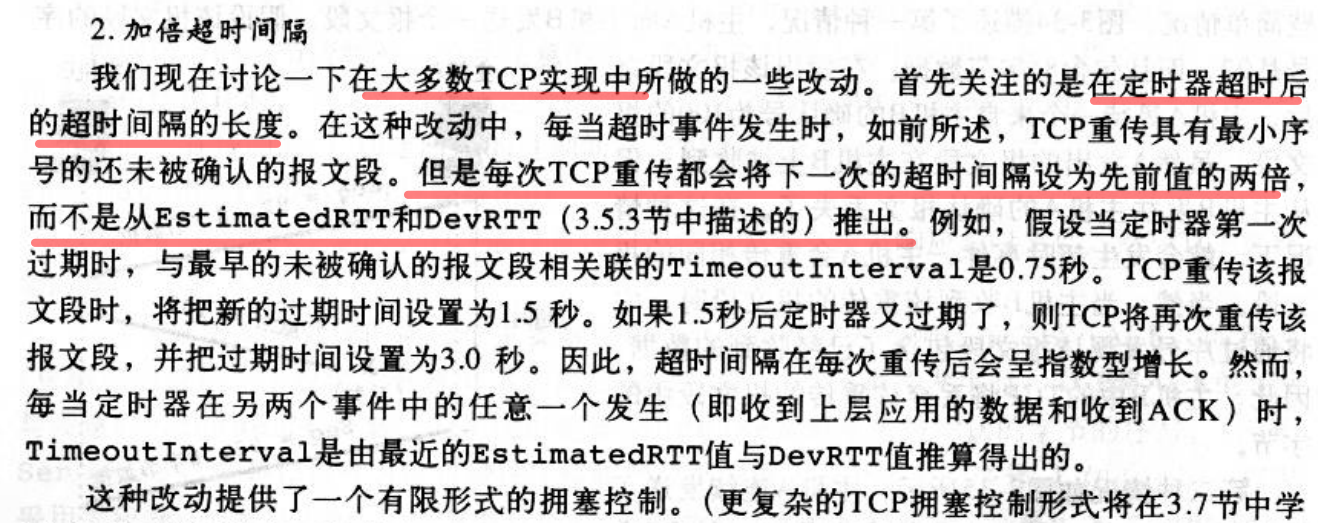 2. 加倍超时间隔
我们现在讨论一下在大多数TCP实现中所做的一些改动。首先关注的是在定时器超时后
的超时间隔的长度。在这种改动中，每当超时事件发生时，如前所述，TCP重传具有最小序
号的还未被确认的报文段。但是每次TCP重传都会将下一次的超时间隔设为先前值的两倍，
而不是从EstimatedRTT和DevRTT（3.5.3节中描述的）推出。例如，假设当定时器第一次
过期时，与最早的未被确认的报文段相关联的TimeoutInterval是0.75秒。TCP重传该报
文段时，将把新的过期时间设置为1.5 秒。如果1.5秒后定时器又过期了，则TCP将再次重传该
报文段，并把过期时间设置为3.0 秒。因此，超时间隔在每次重传后会呈指数型增长。然而，
每当定时器在另两个事件中的任意一个发生（即收到上层应用的数据和收到ACK）时，
TimeoutInterval是由最近的EstimatedRTT值与DevRTT值推算得出的。
这种改动提供了一个有限形式的拥塞控制。（更复杂的TCP拥塞控制形式将在3.7节中学